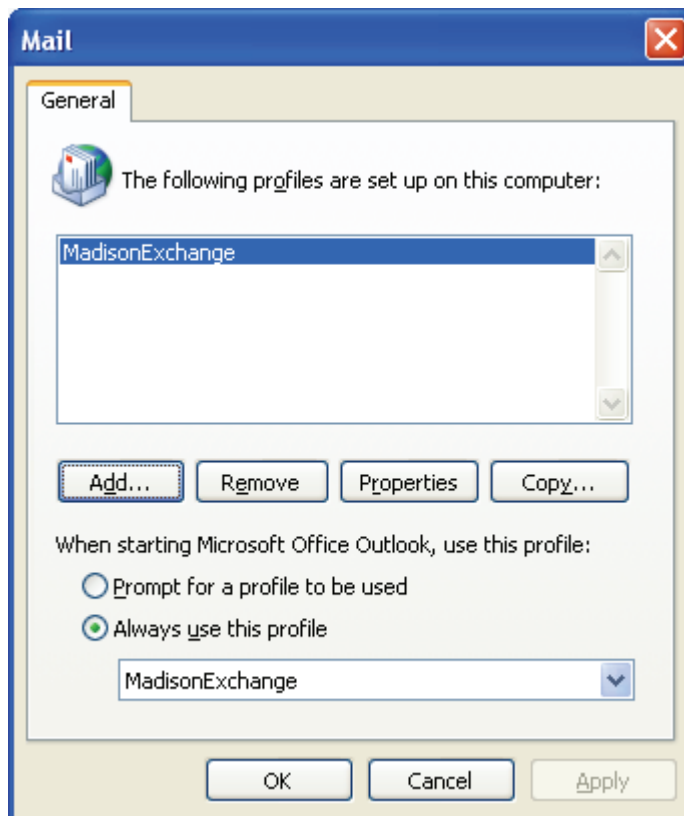 Mail
General
The following profiles are set up on this computer:
MadisonExchange
Add... Remove Properties Copy...
When starting Microsoft Office Outlook, use this profile:
Prompt for a profile to be used
Always use this profile
MadisonExchange
OK Cancel Apply